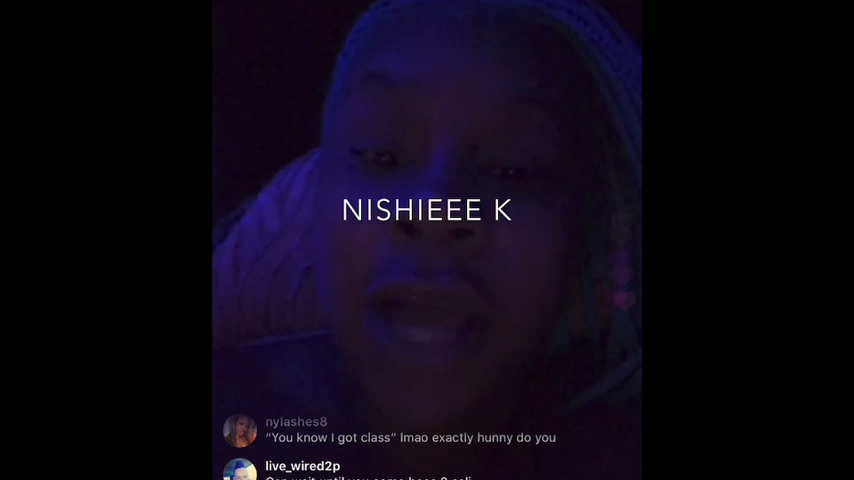 NISHIEEE K
nylashes8
“You know I got class” lmao exactly hunny do you
live_wired2p